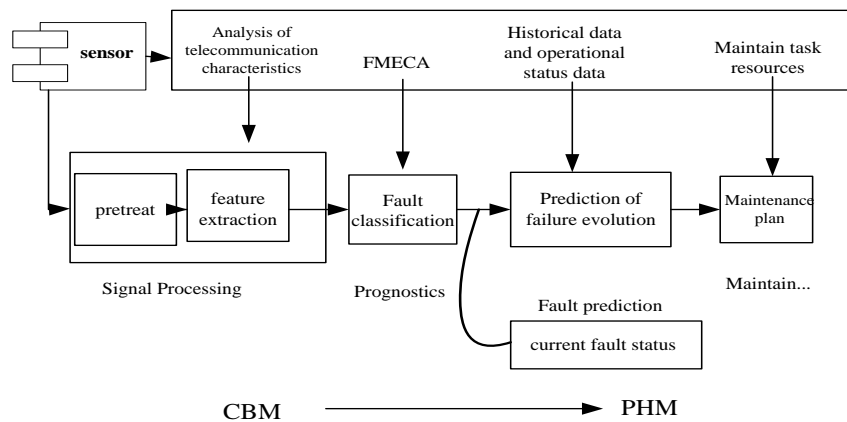 sensor
Analysis of
telecommunication
characteristics
FMECA
Historical data
and operational
status data
Maintain task
resources
pretreat
feature
extraction
Fault
classification
Prediction of
failure evolution
Maintenance
plan
Signal Processing
Prognostics
Maintain...
Fault prediction
current fault status
CBM
PHM